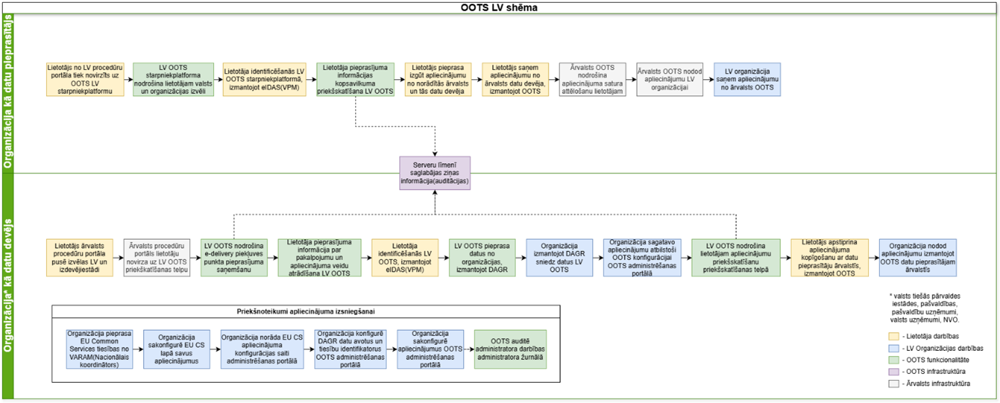 OOTS LV shēma
Organizācija kā datu pieprasītājs
Lietotājs no LV procedūru
portāla tiek novirzīts uz
OOTS LV
starpniekplatformu
LV OOTS
starpniekplatforma
nodrošina lietotājam valsts
un organizācijas izvēli
Lietotāja identificēšanās LV
OOTS starpniekplatformā,
izmantojot eIDAS(VPM)
Lietotāja pieprasījuma
informācijas
kopsavilkuma
priekšskatīšana LV OOTS
Lietotājs pieprasa
izgūt apliecinājumu
no norādītās ārvalsts
un tās datu devēja
Lietotājs saņem
apliecinājumu no
ārvalsts datu devēja,
izmantojot OOTS
Ārvalsts OOTS
nodrošina
apliecinājuma satura
attēlošanu lietotājam
Ārvalsts OOTS nodod
apliecinājumu LV
organizācijai
LV organizācija
saņem apliecinājumu
no ārvalsts OOTS
Serveru līmenī
saglabājas ziņas
informācija(auditācijas)
Organizācija* kā datu devējs
Lietotājs ārvalsts
procedūru portāla
pusē izvēlas LV un
izdevējiestādi
Ārvalsts procedūru
portāls lietotāju
novirza uz LV OOTS
priekšskatīšanas telpu
LV OOTS nodrošina
e-delivery piekļuves
punkta pieprasījuma
saņemšanu
Lietotāja pieprasījuma
informācija par
pakalpojumu un
apliecinājuma veidu
atrādīšana LV OOTS
Lietotāja
identificēšanās LV
OOTS, izmantojot
eIDAS(VPM)
LV OOTS pieprasa
datus no
organizācijas,
izmantojot DAGR
Organizācija
izmantojot DAGR
sniedz datus LV
OOTS
Organizācija sagatavo
apliecinājumu atbilstoši
OOTS konfigurācijai
OOTS administrēšanas
portālā
LV OOTS nodrošina
lietotājam apliecinājumu
priekšskatīšanu
priekšskatīšanas telpā
Lietotājs apstiprina
apliecinājuma
kopīgošanu ar datu
pieprasītāju ārvalstīs,
izmantojot OOTS
Organizācija nodod
apliecinājumu izmantojot
OOTS datu pieprasītājam
ārvalstīs
Priekšnoteikumi apliecinājuma izsniegšanai
Organizācija pieprasa
EU Common
Services tiesības no
VARAM(Nacionālais
koordinātors)
Organizācija
sakonfigurē EU CS
lapā savus
apliecinājumus
Organizācija norāda EU CS
apliecinājuma
konfigurācijas saiti
administrēšanas portālā
Organizācija konfigurē
DAGR datu avotus un
tiesību identifikatorus
OOTS administrēšanas
portālā
Organizācija
sakonfigurē
apliecinājumus OOTS
administrēšanas
portālā
OOTS auditē
administratora darbības
administratora žurnālā
* valsts tiešās pārvaldes
iestādes, pašvaldības,
pašvaldību uzņēmumi,
valsts uzņēmumi, NVO.
- Lietotāja darbības
- LV Organizācijas darbības
- OOTS funkcionalitāte
- OOTS infrastruktūra
- Ārvalsts infrastruktūra